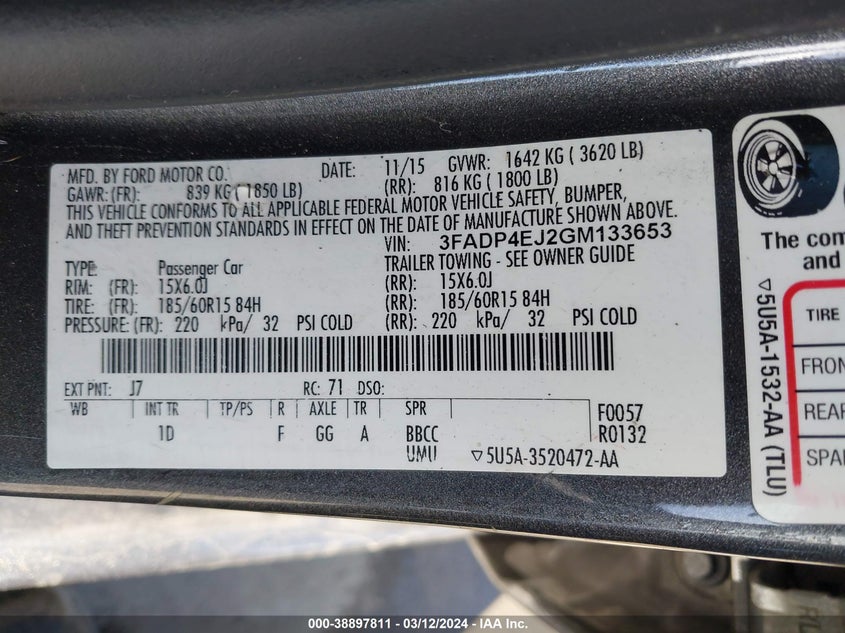 MFD. BY FORD MOTOR CO. DATE: 11/15 GVWR: 1642 KG ( 3620 LB)
GAWR: (FR): 839 KG ( 1850 LB) (RR): 816 KG ( 1800 LB)
THIS VEHICLE CONFORMS TO ALL APPLICABLE FEDERAL MOTOR VEHICLE SAFETY, BUMPER,
AND THEFT PREVENTION STANDARDS IN EFFECT ON THE DATE OF MANUFACTURE SHOWN ABOVE.
VIN: 3FADP4EJ2GM133653
TYPE: Passenger Car TRAILER TOWING - SEE OWNER GUIDE
RIM: (FR): 15X6.0J (RR): 15X6.0J
TIRE: (FR): 185/60R15 84H (RR): 185/60R15 84H
PRESSURE: (FR): 220 kPa/ 32 PSI COLD (RR): 220 kPa/ 32 PSI COLD
EXT PNT: J7 RC: 71 DSO:
WB INT TR TP/PS R AXLE TR SPR F0057
1D F GG A BBCC R0132
UMU ▽5U5A-3520472-AA
The com
and
▽5U5A-1532-AA (TLU)
TIRE
FRON
REAR
SPAR
000-38897811 - 03/12/2024 - IAA Inc.